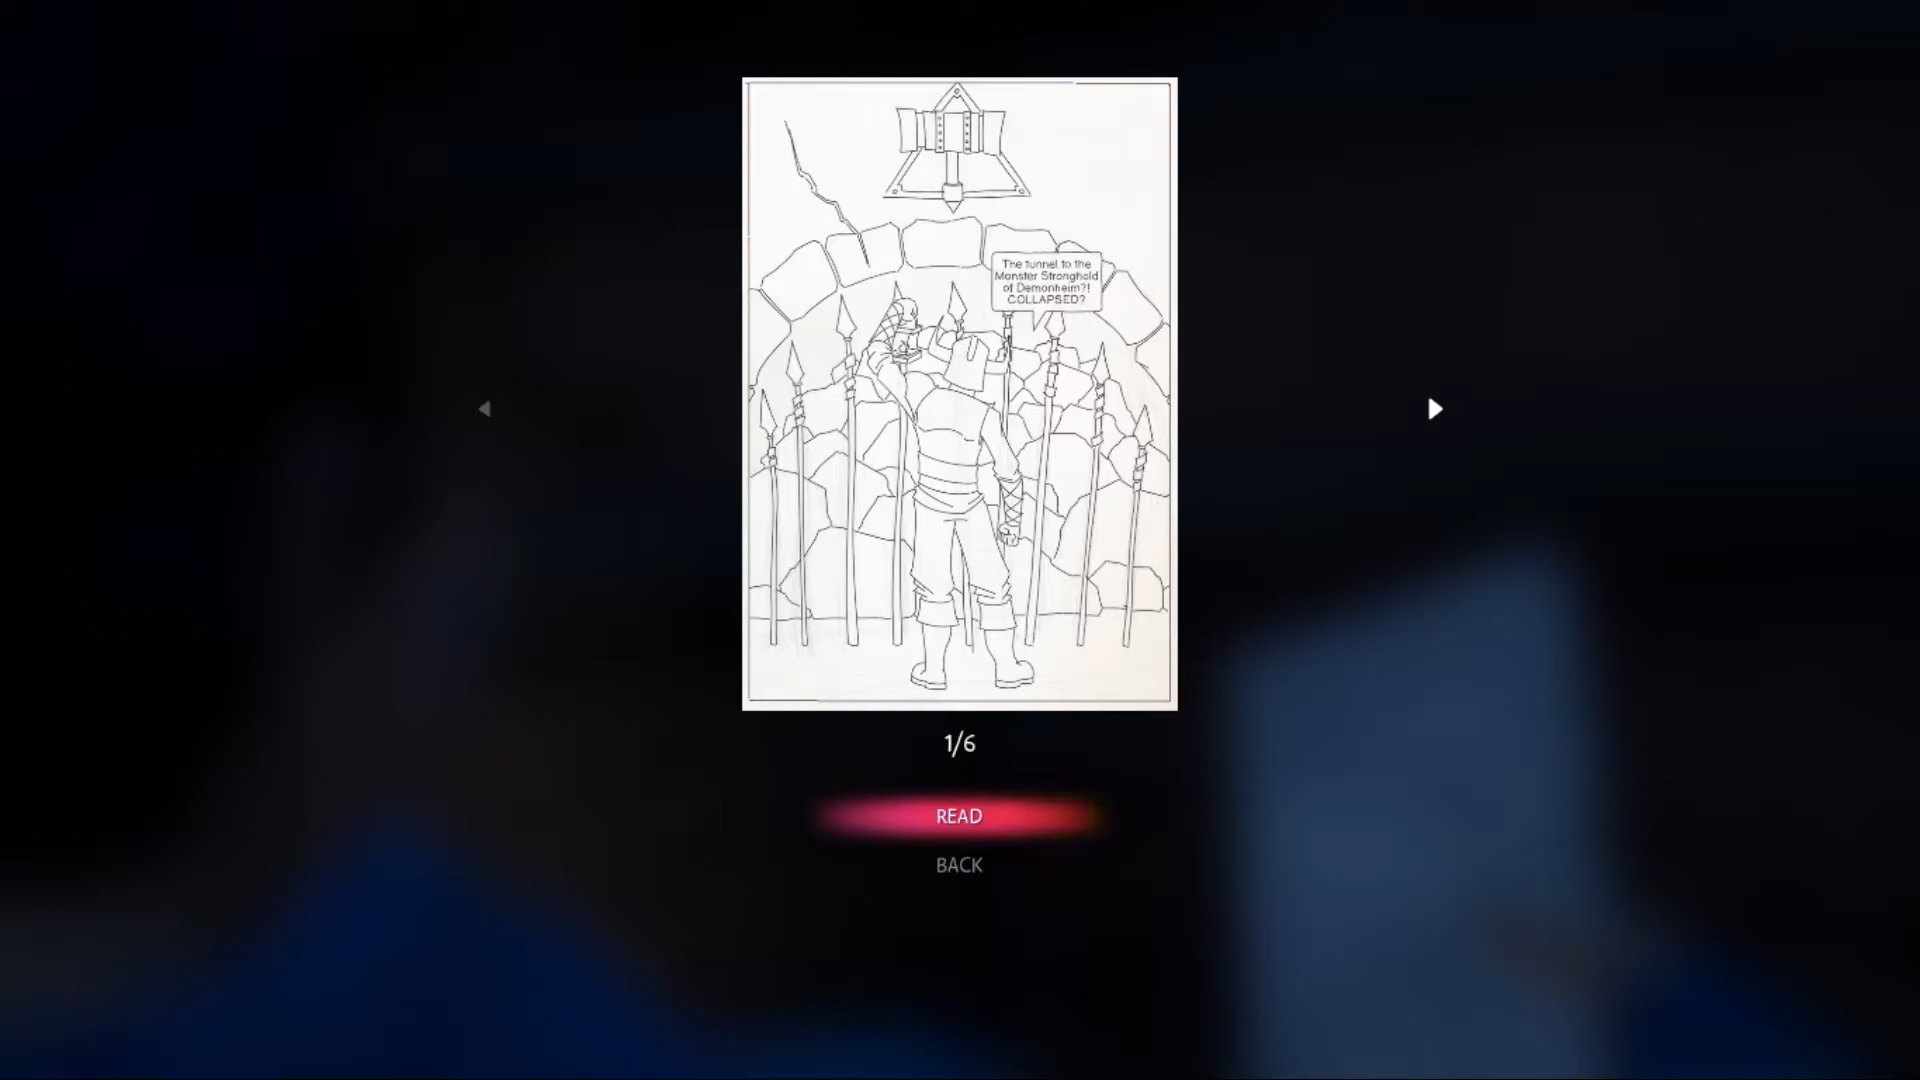 The tunnel to the
Monster Stronghold
of Demonheim?!
COLLAPSED?
1/6
READ
BACK